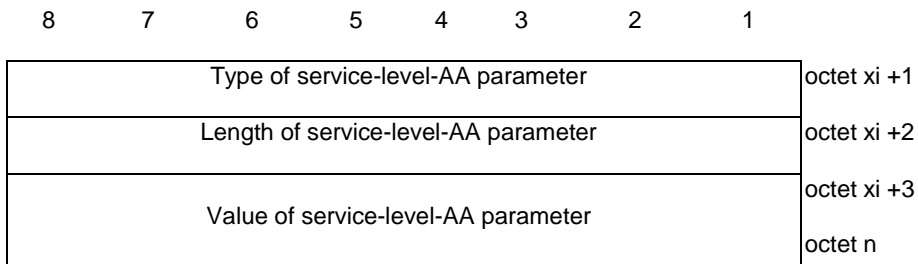 8 7 6 5 4 3 2 1
Type of service-level-AA parameter octet xi +1
Length of service-level-AA parameter octet xi +2
octet xi +3
Value of service-level-AA parameter
octet n